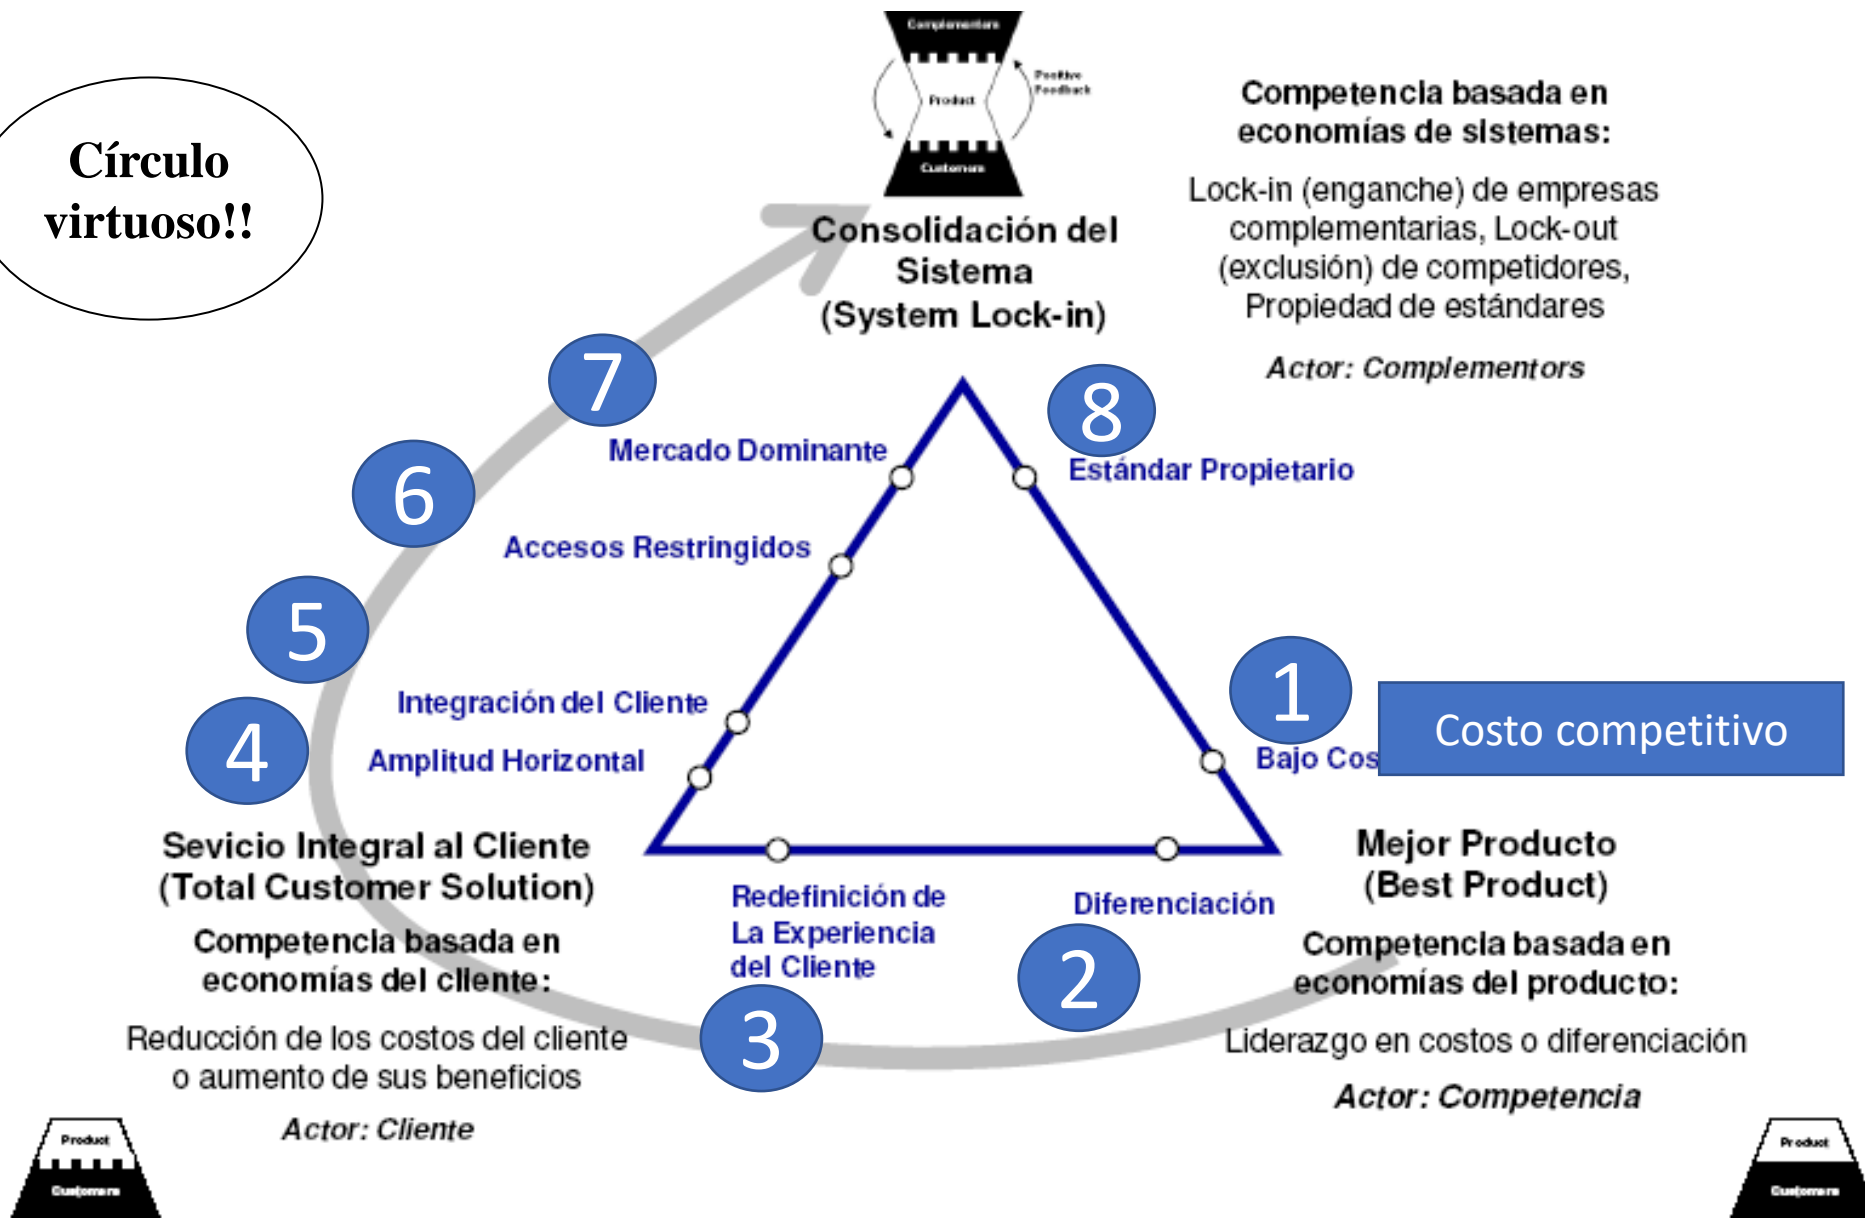 Complementors
Positive
Feedback
Product
Customers
Círculo
virtuoso!!
Competencia basada en
economías de sistemas:
Lock-in (enganche) de empresas
complementarias, Lock-out
(exclusión) de competidores,
Propiedad de estándares
Actor: Complementors
Consolidación del
Sistema
(System Lock-in)
7
8
Mercado Dominante
Estándar Propietario
6
Accesos Restringidos
5
1
Integración del Cliente
Costo competitivo
4
Amplitud Horizontal
Bajo Cos
Sevicio Integral al Cliente
(Total Customer Solution)
Competencia basada en
economías del cliente:
Reducción de los costos del cliente
o aumento de sus beneficios
Actor: Cliente
Redefinición de
La Experiencia
del Cliente
3
Diferenciación
2
Mejor Producto
(Best Product)
Competencia basada en
economías del producto:
Liderazgo en costos o diferenciación
Actor: Competencia
Product
Customers
Product
Customers